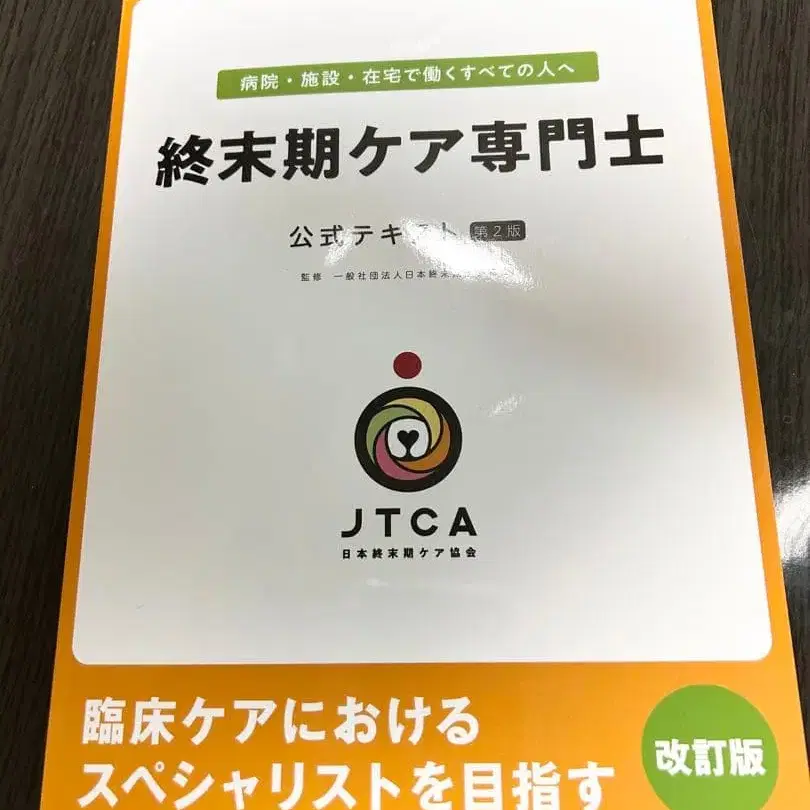 病院・施設・在宅で働くすべての人へ
終末期ケア専門士
公式テキスト 第2版
監修 一般社団法人日本終末
JTCA
日本終末期ケア協会
臨床ケアにおける
スペシャリストを目指す
改訂版